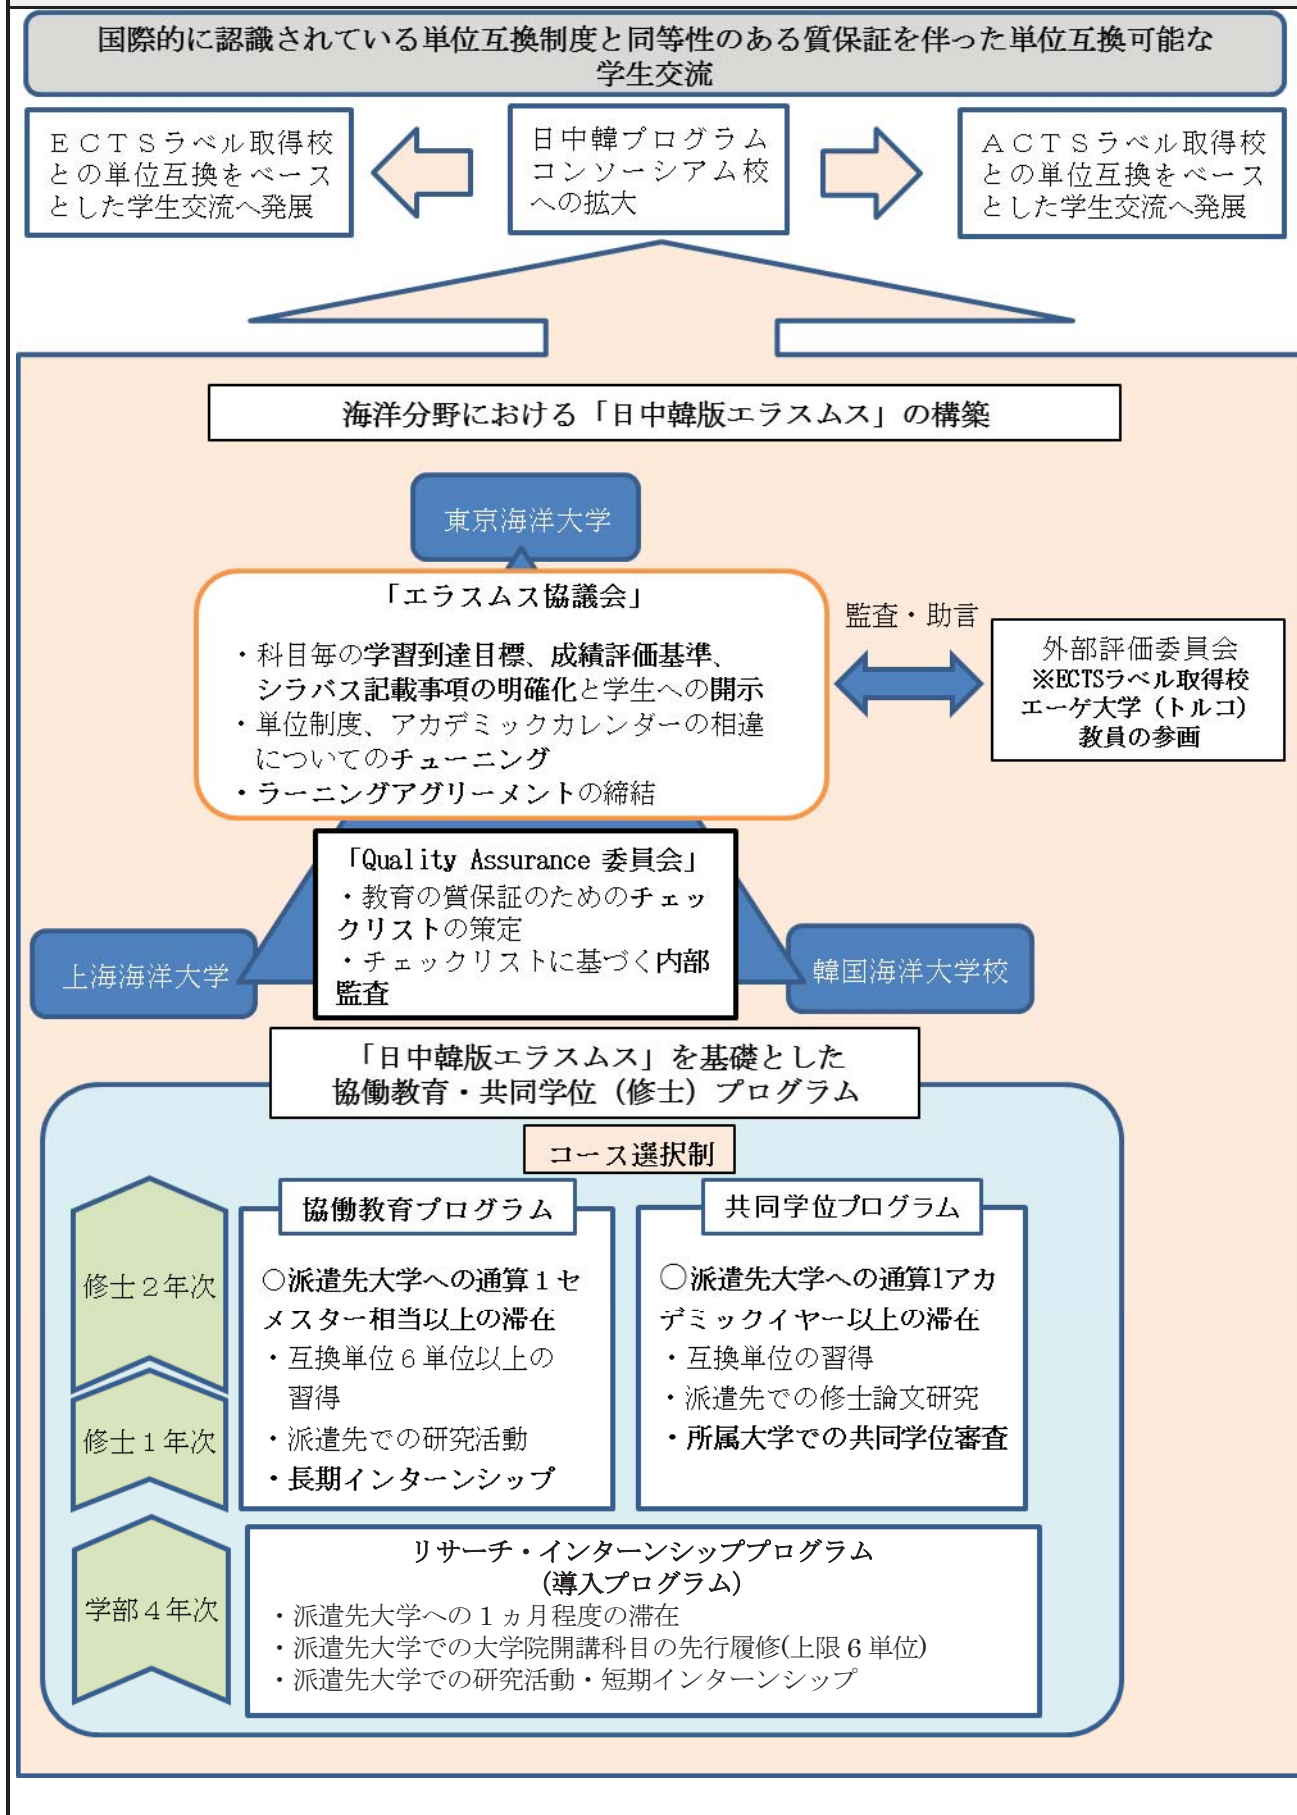 国際的に認識されている単位互換制度と同等性のある質保証を伴った単位互換可能な
学生交流
ＥＣＴＳラベル取得校
との単位互換をベース
とした学生交流へ発展
日中韓プログラム
コンソーシアム校
への拡大
ＡＣＴＳラベル取得校
との単位互換をベース
とした学生交流へ発展
海洋分野における「日中韓版エラスムス」の構築
東京海洋大学
「エラスムス協議会」
・科目毎の学習到達目標、成績評価基準、
シラバス記載事項の明確化と学生への開示
・単位制度、アカデミックカレンダーの相違
についてのチューニング
・ラーニングアグリーメントの締結
監査・助言
外部評価委員会
※ECTSラベル取得校
エーゲ大学（トルコ）
教員の参画
「Quality Assurance 委員会」
・教育の質保証のためのチェッ
クリストの策定
・チェックリストに基づく内部
監査
上海海洋大学
韓国海洋大学校
「日中韓版エラスムス」を基礎とした
協働教育・共同学位（修士）プログラム
コース選択制
協働教育プログラム
○派遣先大学への通算１セ
メスター相当以上の滞在
・互換単位６単位以上の
習得
・派遣先での研究活動
・長期インターンシップ
共同学位プログラム
○派遣先大学への通算1アカ
デミックイヤー以上の滞在
・互換単位の習得
・派遣先での修士論文研究
・所属大学での共同学位審査
修士２年次
修士１年次
学部４年次
リサーチ・インターンシッププログラム
(導入プログラム)
・派遣先大学への 1 ヵ月程度の滞在
・派遣先大学での大学院開講科目の先行履修(上限 6 単位)
・派遣先大学での研究活動・短期インターンシップ